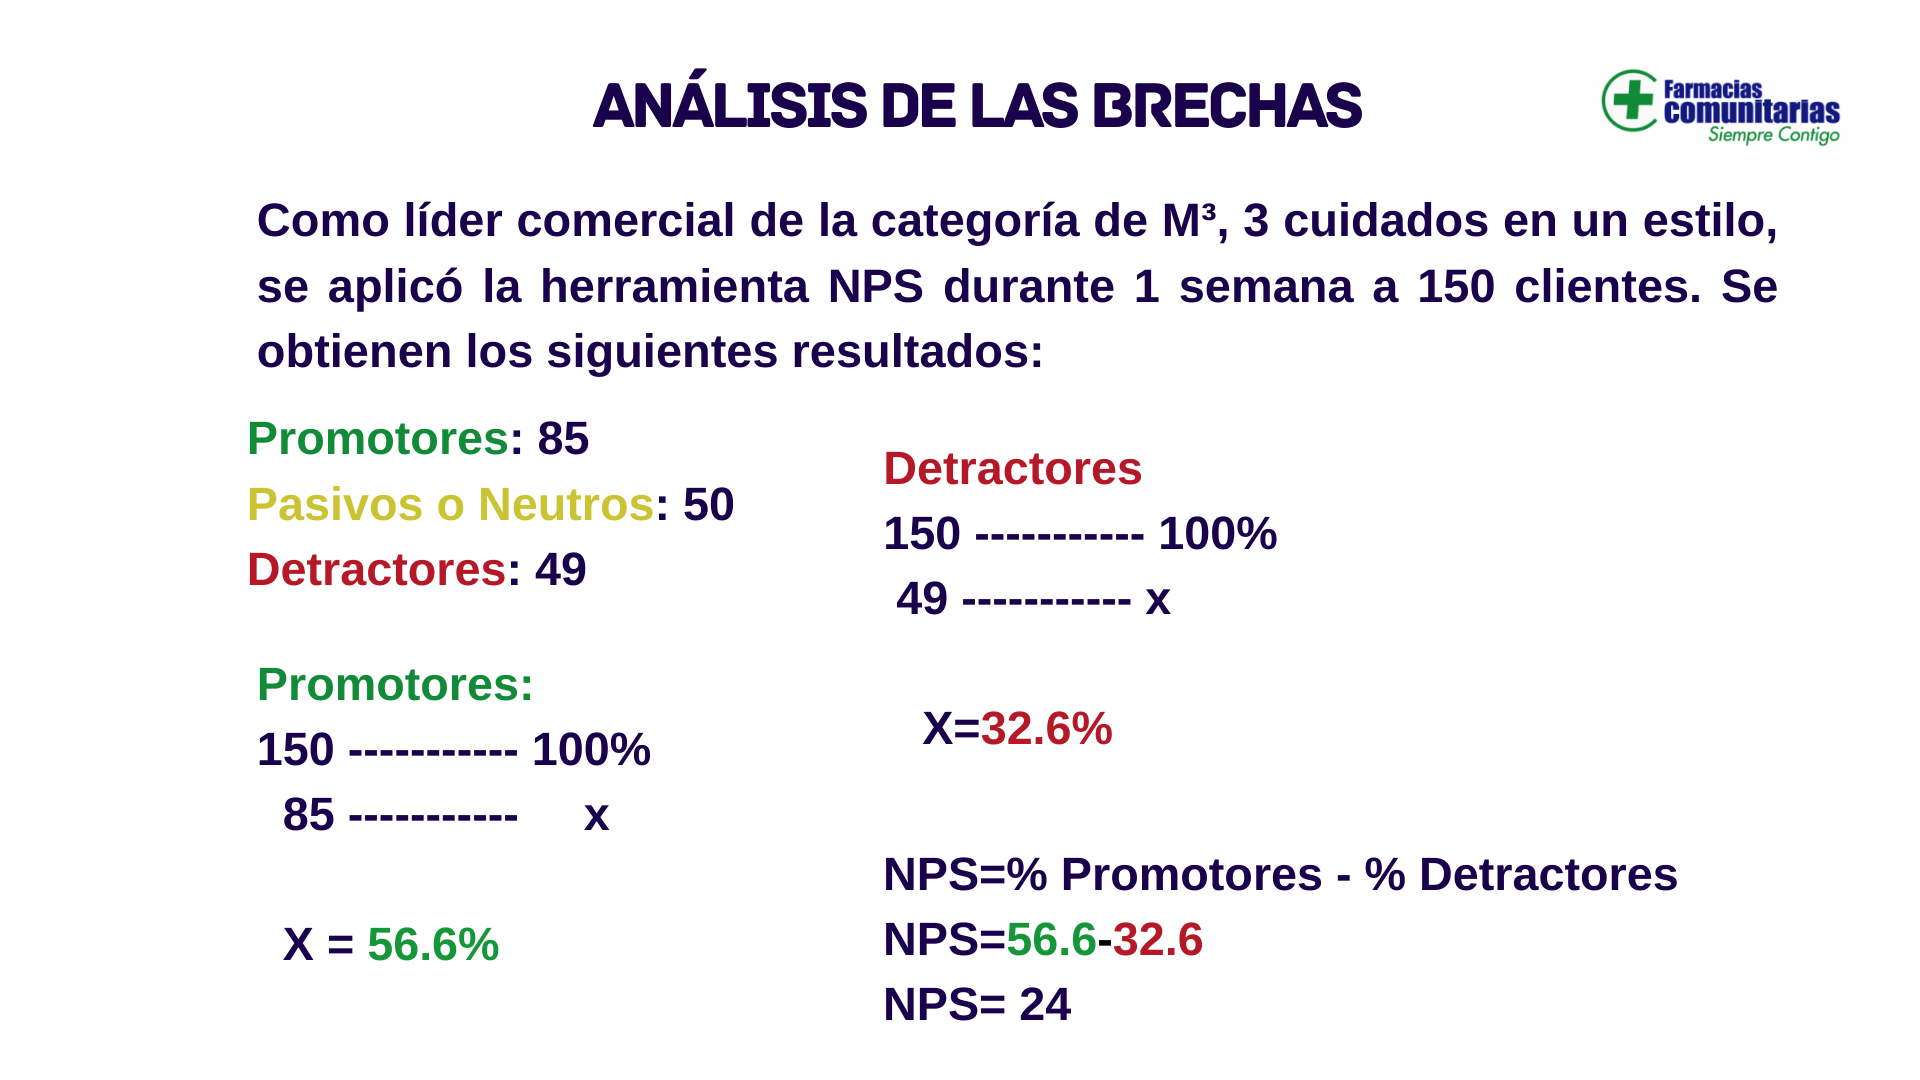 ANÁLISIS DE LAS BRECHAS
Farmacias
comunitarias
Siempre Contigo
Como líder comercial de la categoría de M³, 3 cuidados en un estilo,
se aplicó la herramienta NPS durante 1 semana a 150 clientes. Se
obtienen los siguientes resultados:
Promotores: 85
Pasivos o Neutros: 50
Detractores: 49
Promotores:
150 ----------- 100%
85 ----------- x
X = 56.6%
Detractores
150 ----------- 100%
49 ----------- x
X=32.6%
NPS=% Promotores - % Detractores
NPS=56.6-32.6
NPS= 24